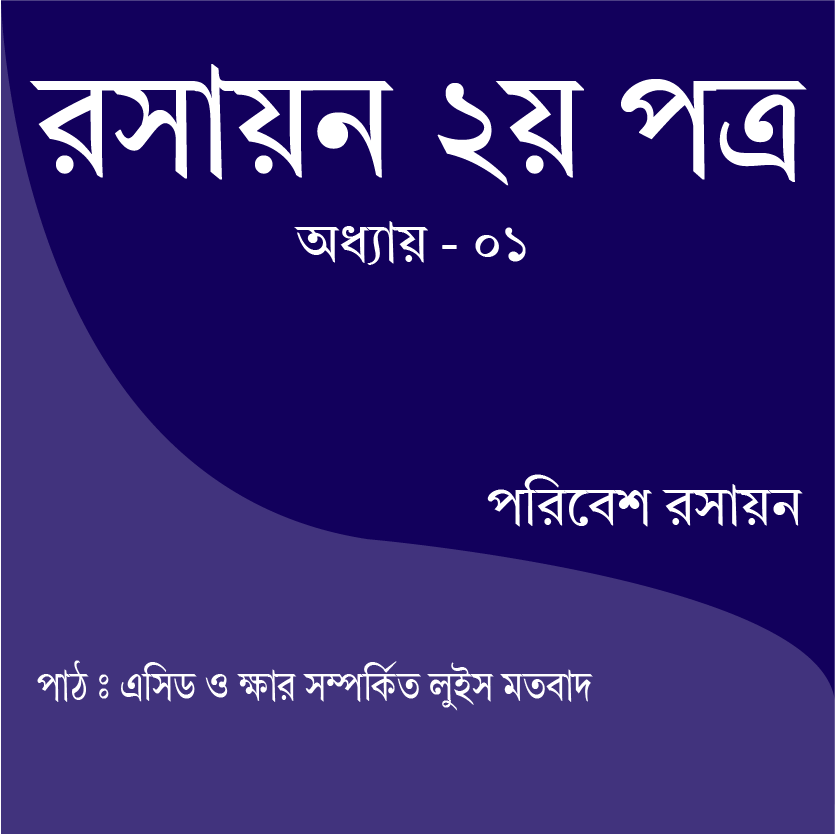 রসায়ন ২য় পত্র
অধ্যায় - ০১
পরিবেশ রসায়ন
পাঠ ঃ এসিড ও ক্ষার সম্পর্কিত লুইস মতবাদ